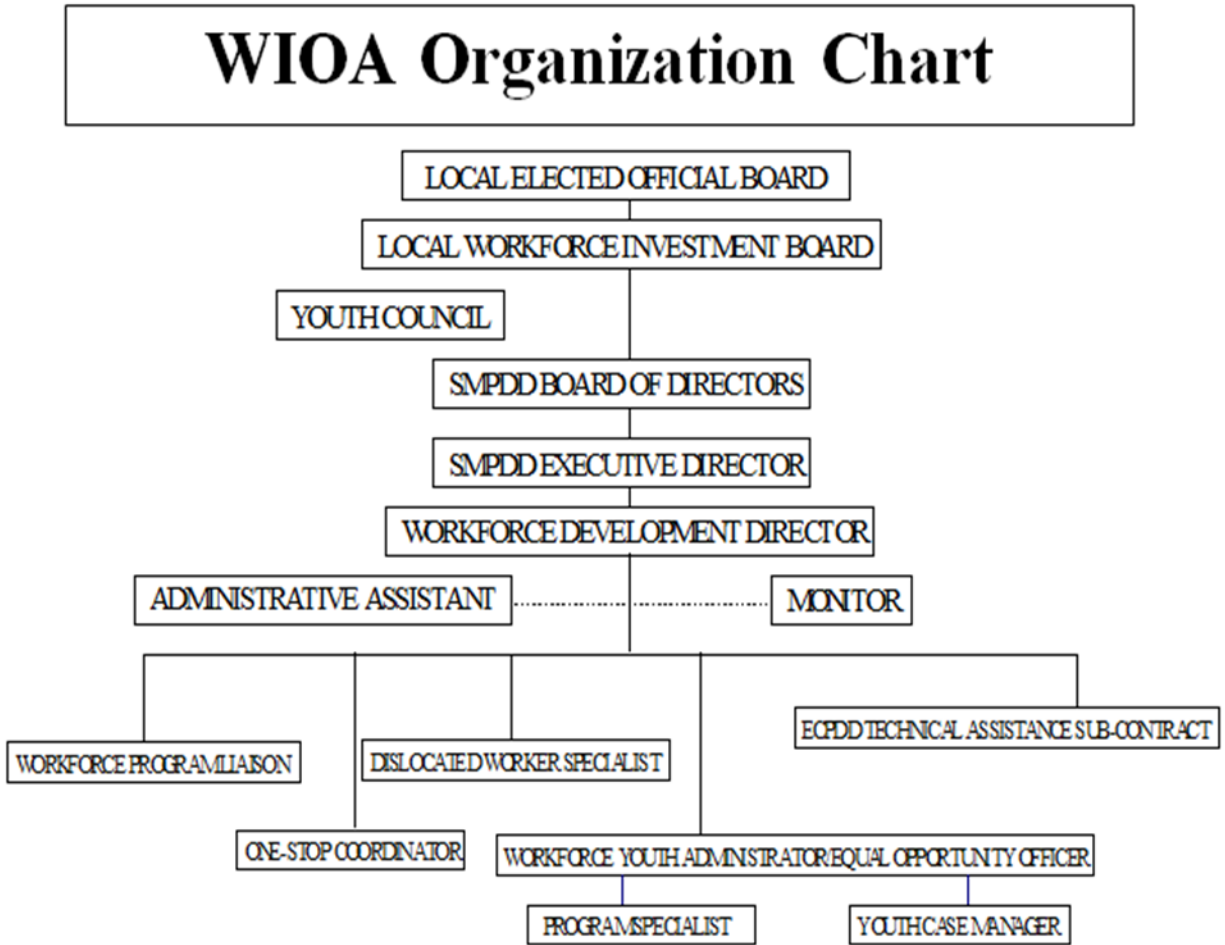 WIOA Organization Chart
LOCAL ELECTED OFFICIAL BOARD
LOCAL WORKFORCE INVESTMENT BOARD
YOUTH COUNCIL
SMPDD BOARD OF DIRECTORS
SMPDD EXECUTIVE DIRECTOR
WORKFORCE DEVELOPMENT DIRECTOR
ADMINISTRATIVE ASSISTANT
MONITOR
ECPDD TECHNICAL ASSISTANCE SUB-CONTRACT
WORKFORCE PROGRAM LIAISON
DISLOCATED WORKER SPECIALIST
ONE-STOP COORDINATOR
WORKFORCE YOUTH ADMINISTRATOR/EQUAL OPPORTUNITY OFFICER
PROGRAM SPECIALIST
YOUTH CASE MANAGER